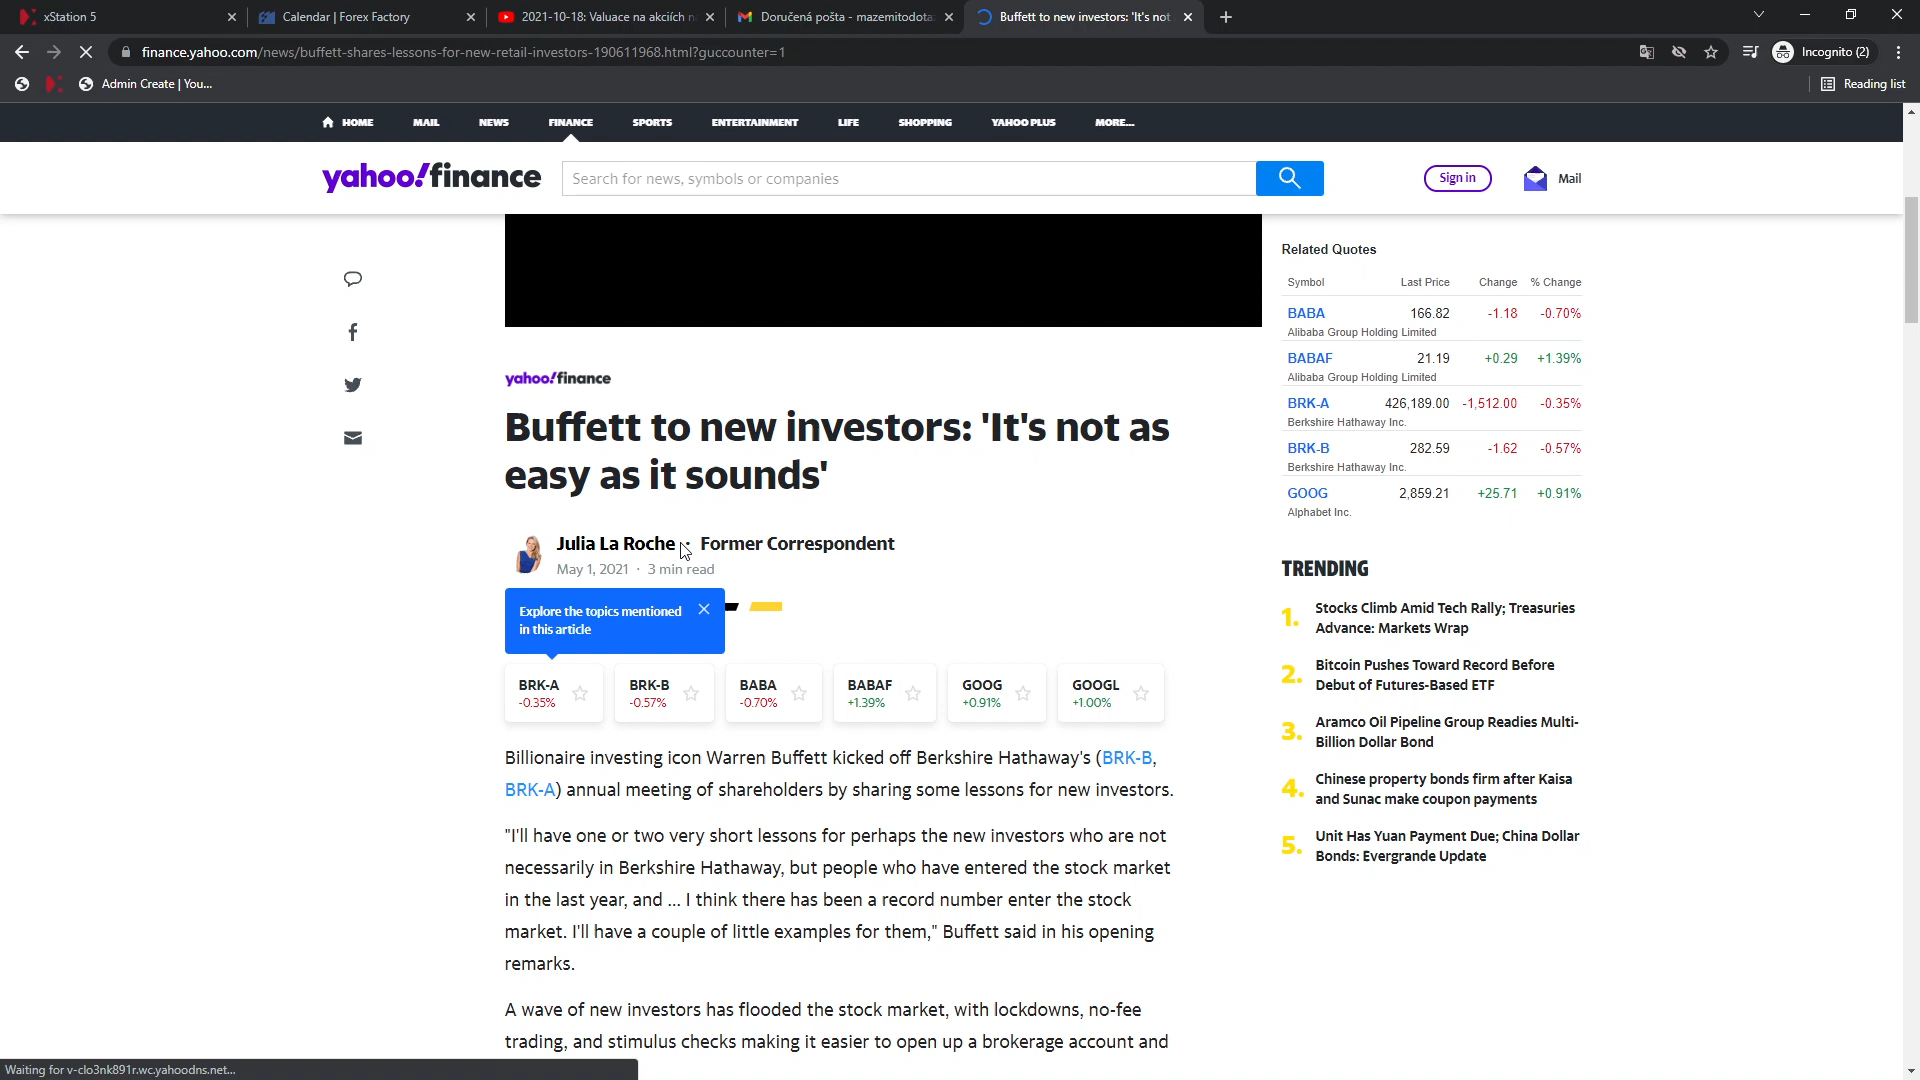 xStation 5
Calendar | Forex Factory
2021-10-18: Valuace na akciích n
Doručená pošta - mazemitodota
Buffett to new investors: 'It's not
finance.yahoo.com/news/buffett-shares-lessons-for-new-retail-investors-190611968.html?guccounter=1
Incognito (2)
Admin Create | You...
Reading list
HOME
MAIL
NEWS
FINANCE
SPORTS
ENTERTAINMENT
LIFE
SHOPPING
YAHOO PLUS
MORE...
yahoo!finance
Search for news, symbols or companies
Sign in
Mail
yahoo!finance
Buffett to new investors: 'It's not as
easy as it sounds'
Julia La Roche · Former Correspondent
May 1, 2021 · 3 min read
Explore the topics mentioned
in this article
BRK-A
-0.35%
BRK-B
-0.57%
BABA
-0.70%
BABAF
+1.39%
GOOG
+0.91%
GOOGL
+1.00%
Billionaire investing icon Warren Buffett kicked off Berkshire Hathaway's (BRK-B,
BRK-A) annual meeting of shareholders by sharing some lessons for new investors.
"I'll have one or two very short lessons for perhaps the new investors who are not
necessarily in Berkshire Hathaway, but people who have entered the stock market
in the last year, and ... I think there has been a record number enter the stock
market. I'll have a couple of little examples for them," Buffett said in his opening
remarks.
A wave of new investors has flooded the stock market, with lockdowns, no-fee
trading, and stimulus checks making it easier to open up a brokerage account and
Related Quotes
Symbol Last Price Change % Change
BABA 166.82 -1.18 -0.70%
Alibaba Group Holding Limited
BABAF 21.19 +0.29 +1.39%
Alibaba Group Holding Limited
BRK-A 426,189.00 -1,512.00 -0.35%
Berkshire Hathaway Inc.
BRK-B 282.59 -1.62 -0.57%
Berkshire Hathaway Inc.
GOOG 2,859.21 +25.71 +0.91%
Alphabet Inc.
TRENDING
1. Stocks Climb Amid Tech Rally; Treasuries
Advance: Markets Wrap
2. Bitcoin Pushes Toward Record Before
Debut of Futures-Based ETF
3. Aramco Oil Pipeline Group Readies Multi-
Billion Dollar Bond
4. Chinese property bonds firm after Kaisa
and Sunac make coupon payments
5. Unit Has Yuan Payment Due; China Dollar
Bonds: Evergrande Update
Waiting for v-clo3nk891r.wc.yahoodns.net...